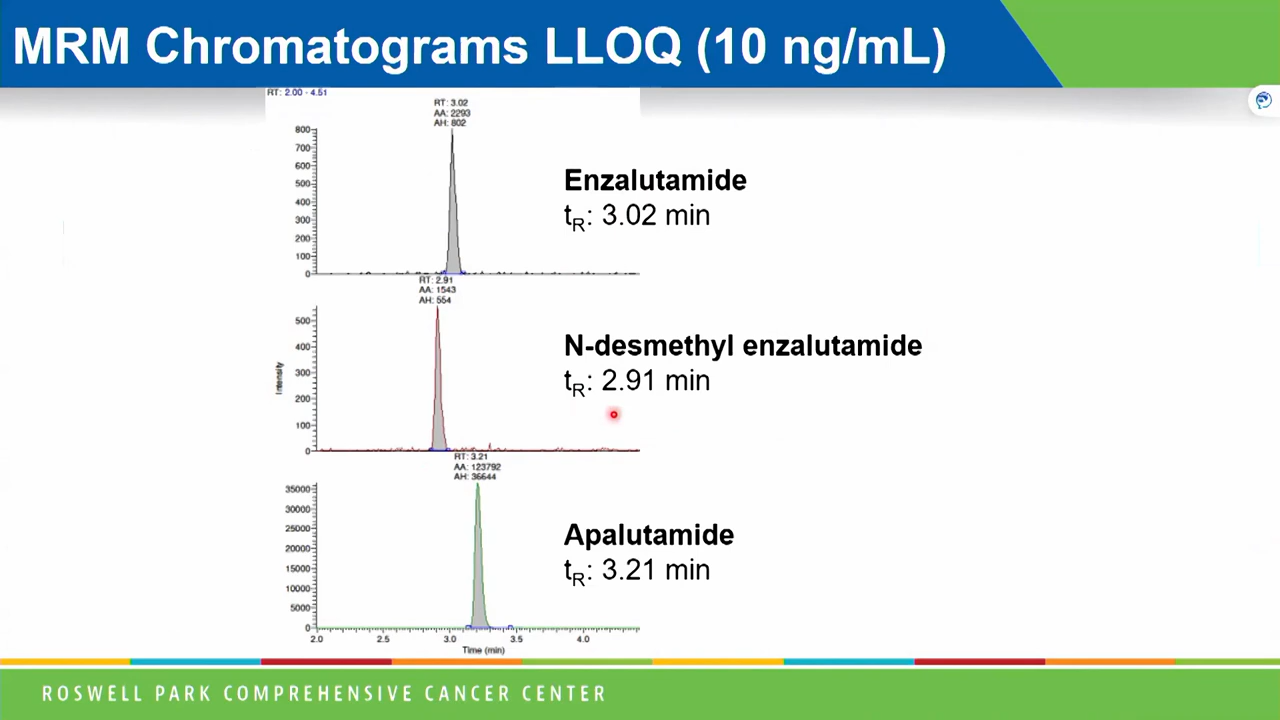 MRM Chromatograms LLOQ (10 ng/mL)
RT: 2.00 - 4.51
RT: 3.02
AA: 2293
AH: 802
800
700
600
500
400
300
200
100
0
Enzalutamide
tR: 3.02 min
RT: 2.91
AA: 1543
AH: 554
500
400
300
200
100
0
Intensity
N-desmethyl enzalutamide
tR: 2.91 min
RT: 3.21
AA: 123792
AH: 36644
35000
30000
25000
20000
15000
10000
5000
0
Apalutamide
tR: 3.21 min
2.0 2.5 3.0 3.5 4.0
Time (min)
ROSWELL PARK COMPREHENSIVE CANCER CENTER